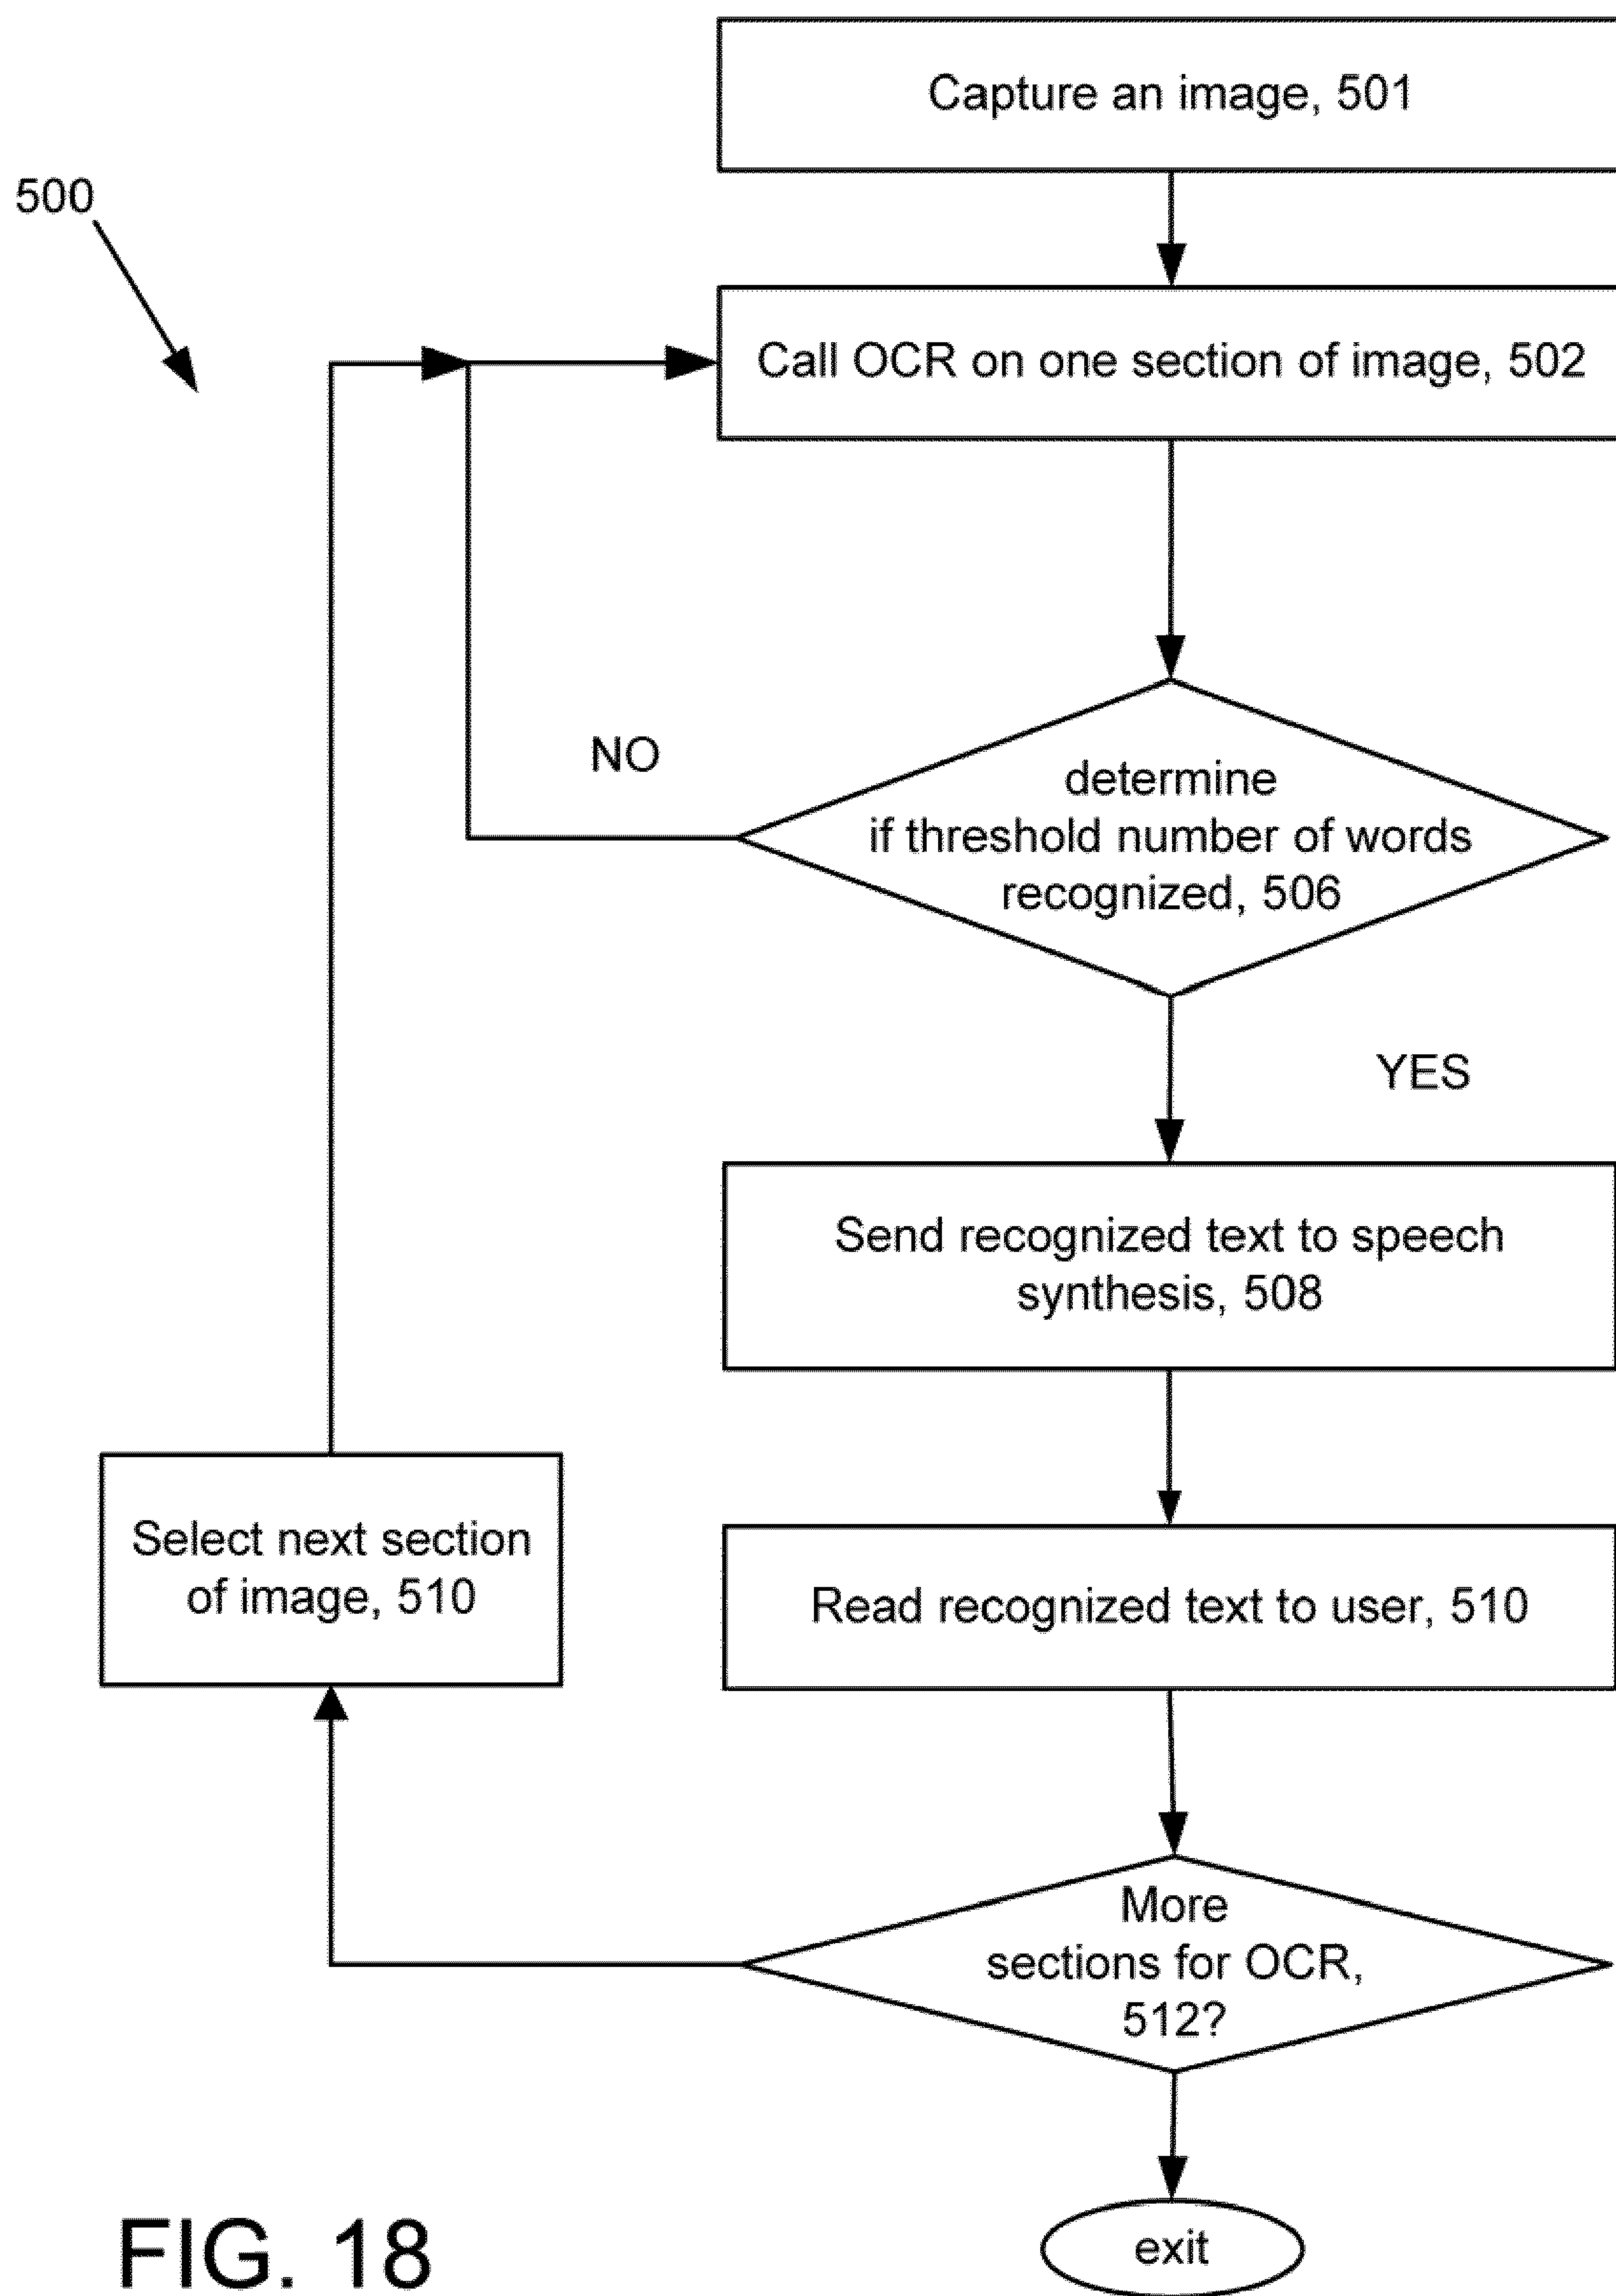 Capture an image, 501
500
Call OCR on one section of image, 502
NO
determine
if threshold number of words
recognized, 506
YES
Send recognized text to speech
synthesis, 508
Select next section
of image, 510
Read recognized text to user, 510
More
sections for OCR,
512?
exit
FIG. 18